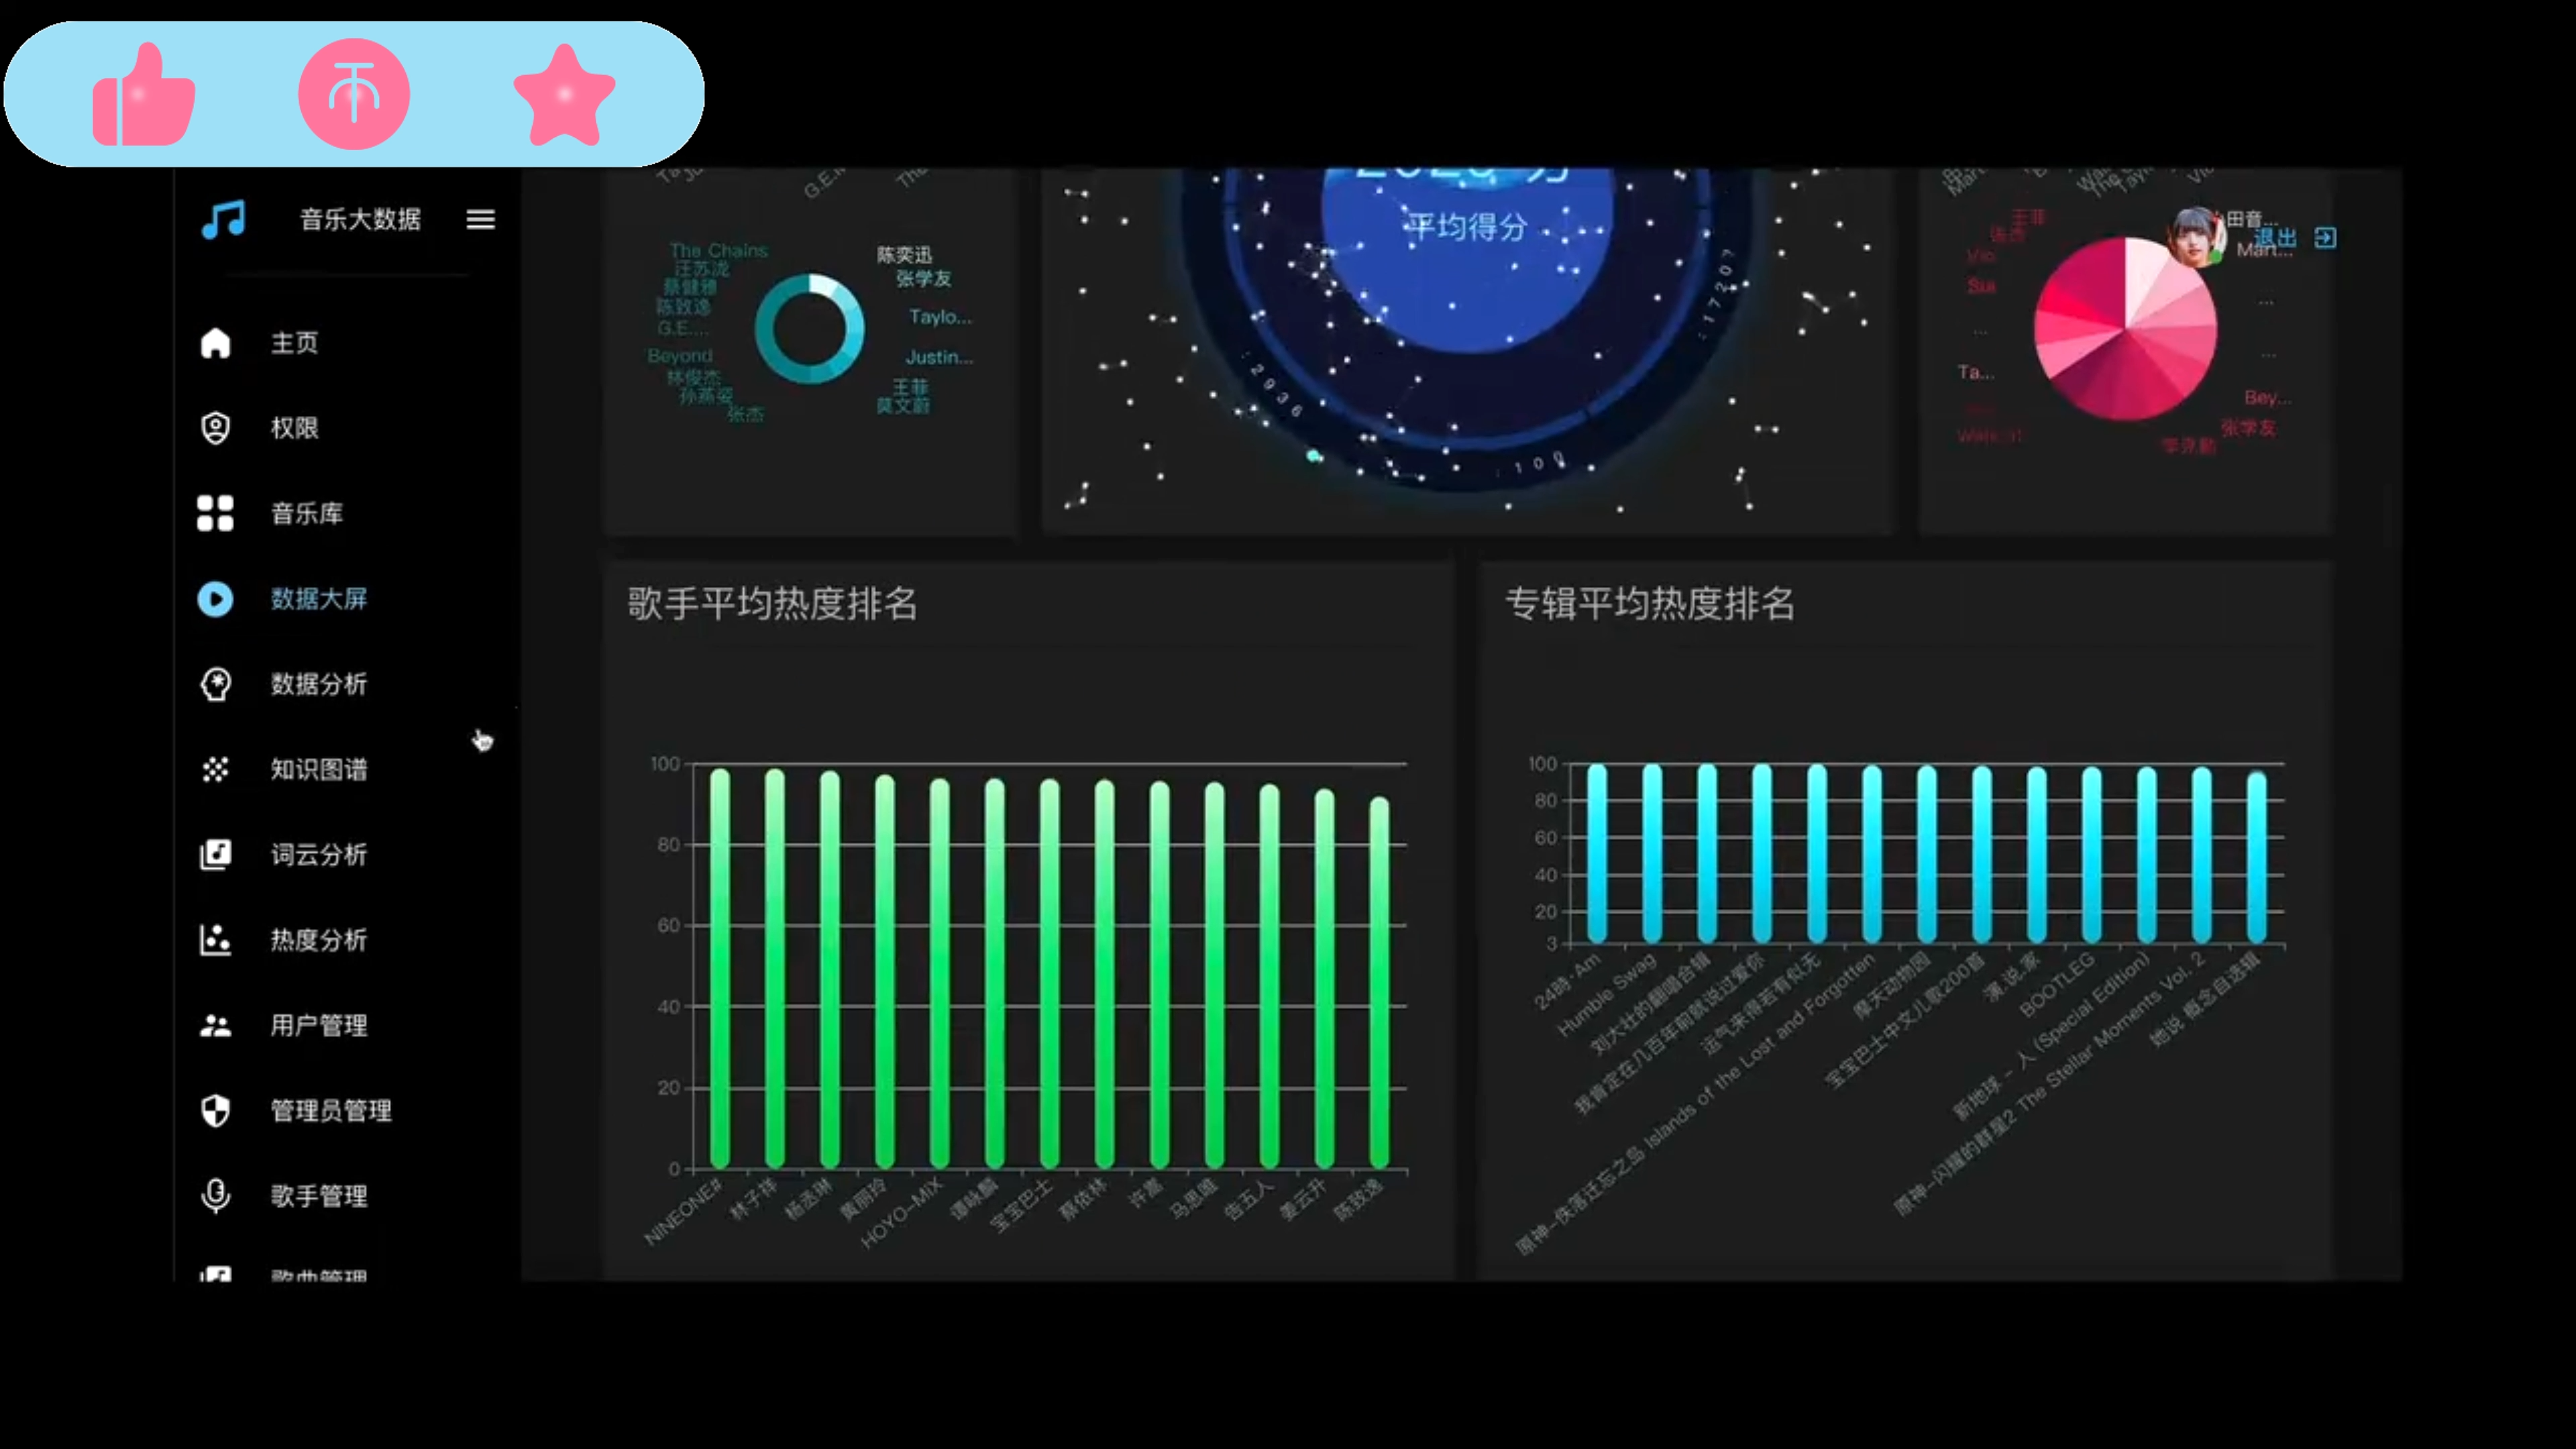 音乐大数据
主页
权限
音乐库
数据大屏
数据分析
知识图谱
词云分析
热度分析
用户管理
管理员管理
歌手管理
歌曲管理
The Chains
汪苏泷
蔡健雅
陈致逸
G.E....
Beyond
林俊杰
孙燕姿
张杰
陈奕迅
张学友
Taylo...
Justin...
王菲
莫文蔚
平均得分
:17207
:2936
:100
王菲
Vio
Sui
...
Ta...
田音...
退出
Mart...
...
...
Bey...
张学友
李克勤
歌手平均热度排名
100
80
60
40
20
0
NINEONE#
林子祥
杨丞琳
黄丽玲
HOYO-MiX
谭咏麟
宝宝巴士
蔡依林
许嵩
马思唯
告五人
姜云升
陈致逸
专辑平均热度排名
100
80
60
40
20
3
24時·Am
Humble Swag
刘大壮的翻唱合辑
我肯定在几百年前就说过爱你
运气来得若有似无
原神-佚落迁忘之岛 Islands of the Lost and Forgotten
摩天动物园
宝宝巴士中文儿歌200首
演.说.家
BOOTLEG
新地球 - 人 (Special Edition)
原神-闪耀的群星2 The Stellar Moments Vol. 2
她说 概念自选辑